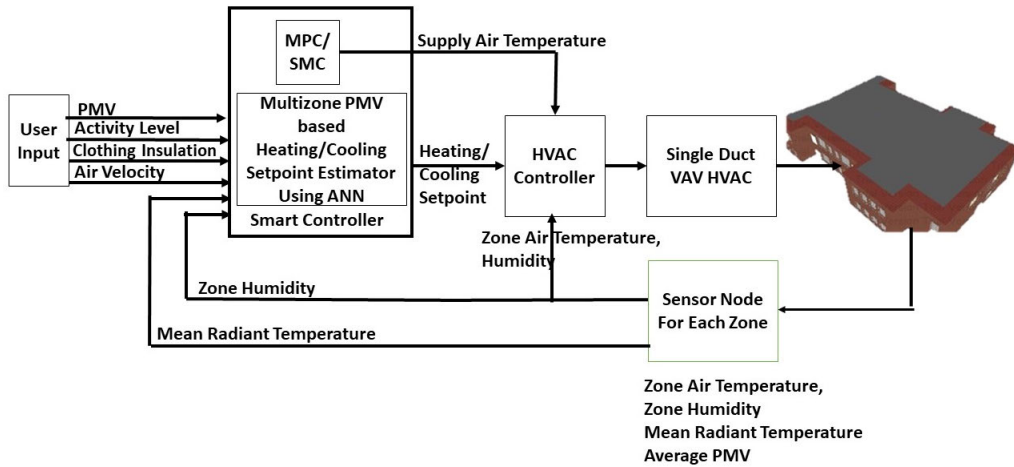 MPC/
SMC
Supply Air Temperature
User
Input
PMV
Activity Level
Clothing Insulation
Air Velocity
Multizone PMV
based
Heating/Cooling
Setpoint Estimator
Using ANN
Smart Controller
Heating/
Cooling
Setpoint
HVAC
Controller
Single Duct
VAV HVAC
Zone Air Temperature,
Humidity
Zone Humidity
Mean Radiant Temperature
Sensor Node
For Each Zone
Zone Air Temperature,
Zone Humidity
Mean Radiant Temperature
Average PMV